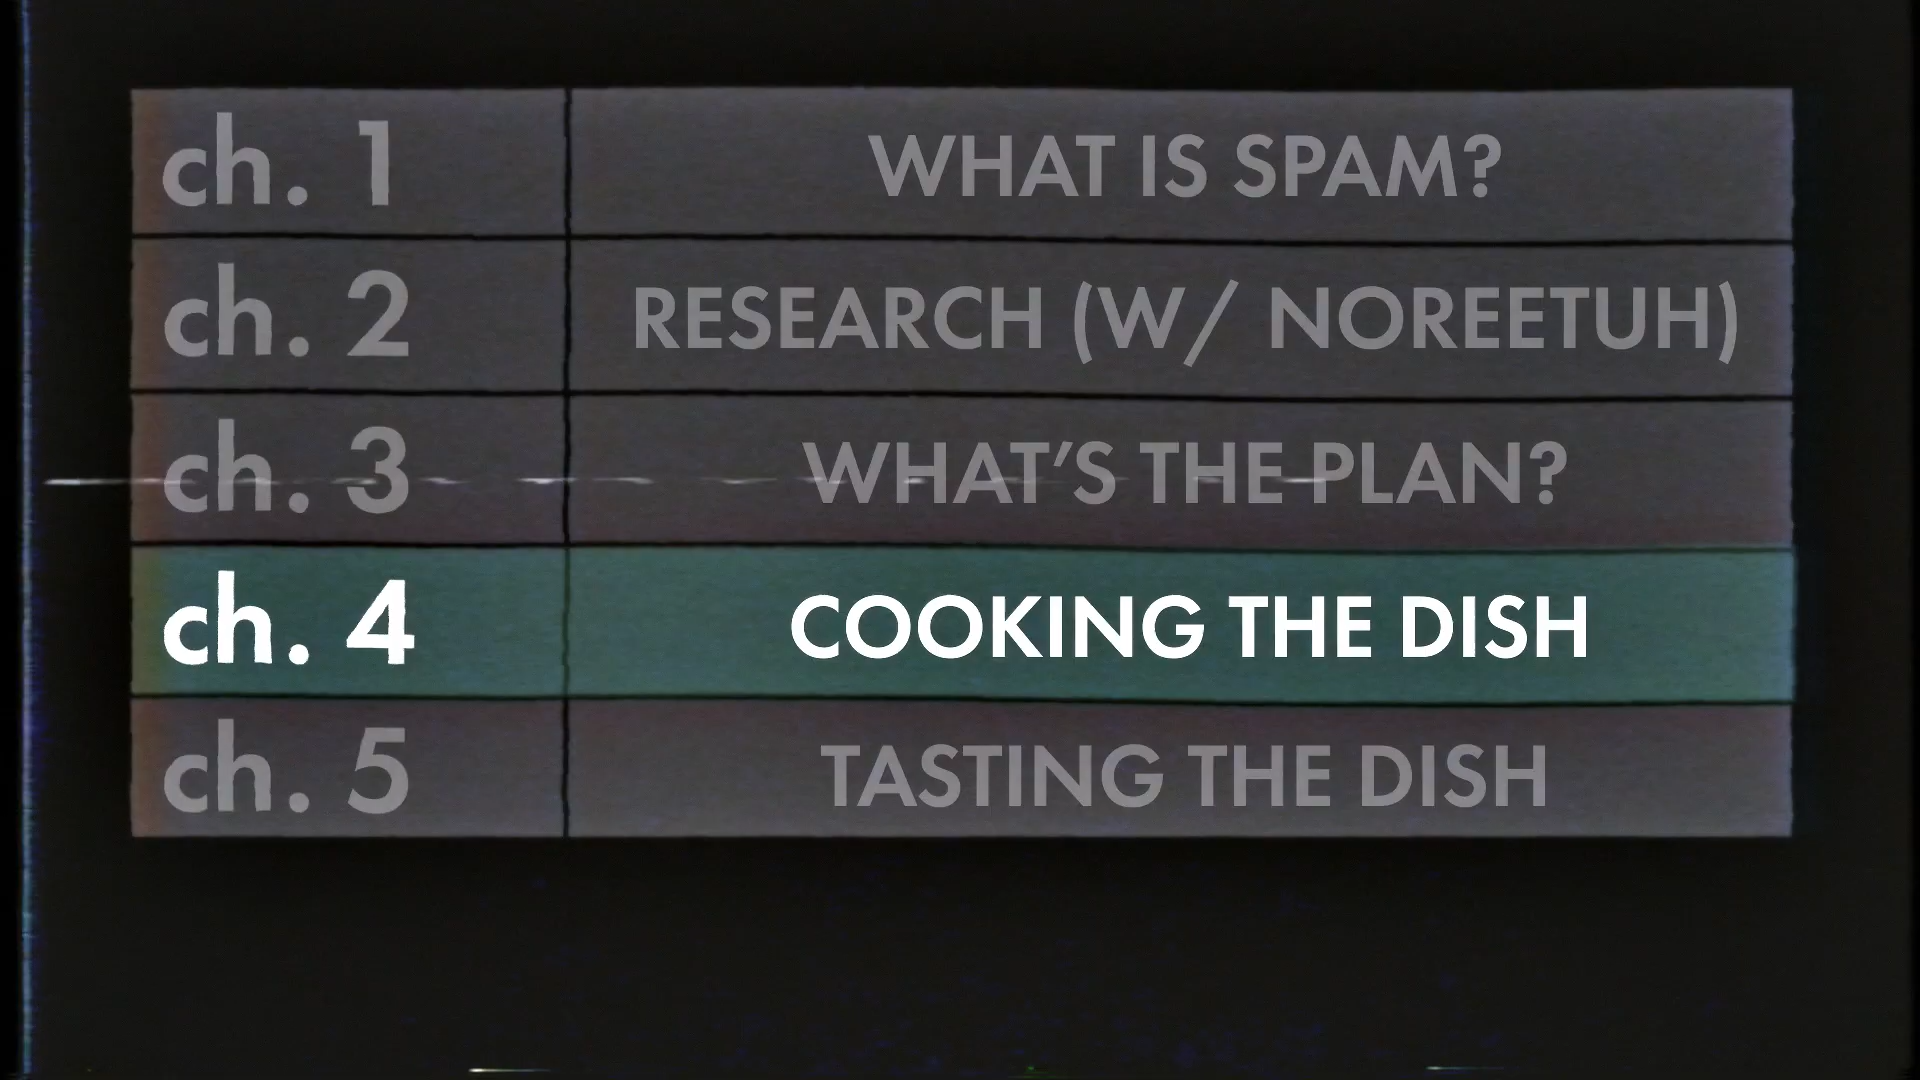 ch. 1 WHAT IS SPAM?
ch. 2 RESEARCH (W/ NOREETUH)
ch. 3 WHAT'S THE PLAN?
ch. 4 COOKING THE DISH
ch. 5 TASTING THE DISH